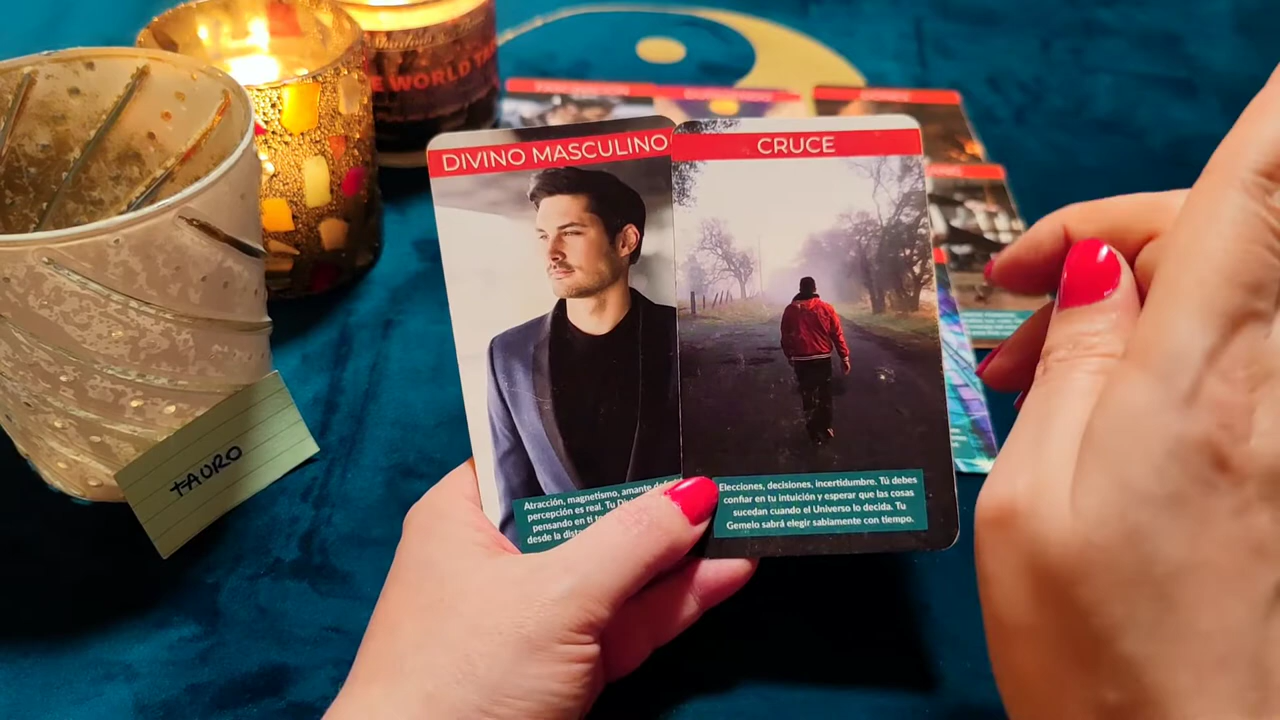 E WORLD TA
DIVINO MASCULINO
CRUCE
Atracción, magnetismo, amante
percepción es real. Tu
pensando en ti
desde la
Elecciones, decisiones, incertidumbre. Tú debes
confiar en tu intuición y esperar que las cosas
sucedan cuando el Universo lo decida. Tu
Gemelo sabrá elegir sabiamente con tiempo.
TAURO